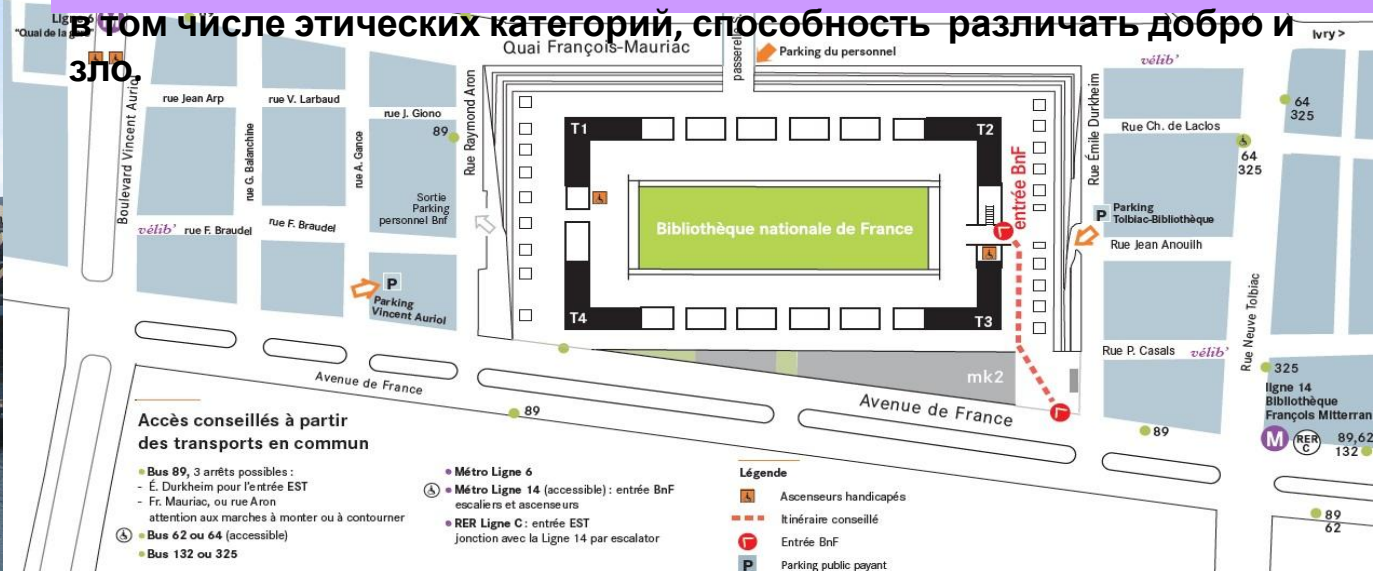 в том числе этических категорий, способность различать добро и
зло.
Ligne 6
"Quai de la gare"
Quai François-Mauriac
passerelle
Parking du personnel
Ivry >
vélib'
Boulevard Vincent Auriol
rue Jean Arp
rue V. Larbaud
rue J. Giono
89
rue G. Balanchine
rue A. Gance
Rue Raymond Aron
T1
T2
Rue Émile Durkheim
64
325
Rue Ch. de Laclos
64
325
Sortie
Parking
personnel Bnf
vélib'
rue F. Braudel
rue F. Braudel
Bibliothèque nationale de France
entrée BnF
P
Parking
Tolbiac-Bibliothèque
Rue Jean Anouilh
P
Parking
Vincent Auriol
T4
T3
Rue Neuve Tolbiac
Rue P. Casals
vélib'
mk2
Avenue de France
Avenue de France
89
89
325
ligne 14
Bibliothèque
François Mitterran
M
RER
C
89,62
132
89
62
Accès conseillés à partir
des transports en commun
Bus 89, 3 arrêts possibles :
- É. Durkheim pour l'entrée EST
- Fr. Mauriac, ou rue Aron
attention aux marches à monter ou à contourner
Bus 62 ou 64 (accessible)
Bus 132 ou 325
Métro Ligne 6
Métro Ligne 14 (accessible) : entrée BnF
escaliers et ascenseurs
RER Ligne C : entrée EST
jonction avec la Ligne 14 par escalator
Légende
Ascenseurs handicapés
Itinéraire conseillé
Entrée BnF
P Parking public payant